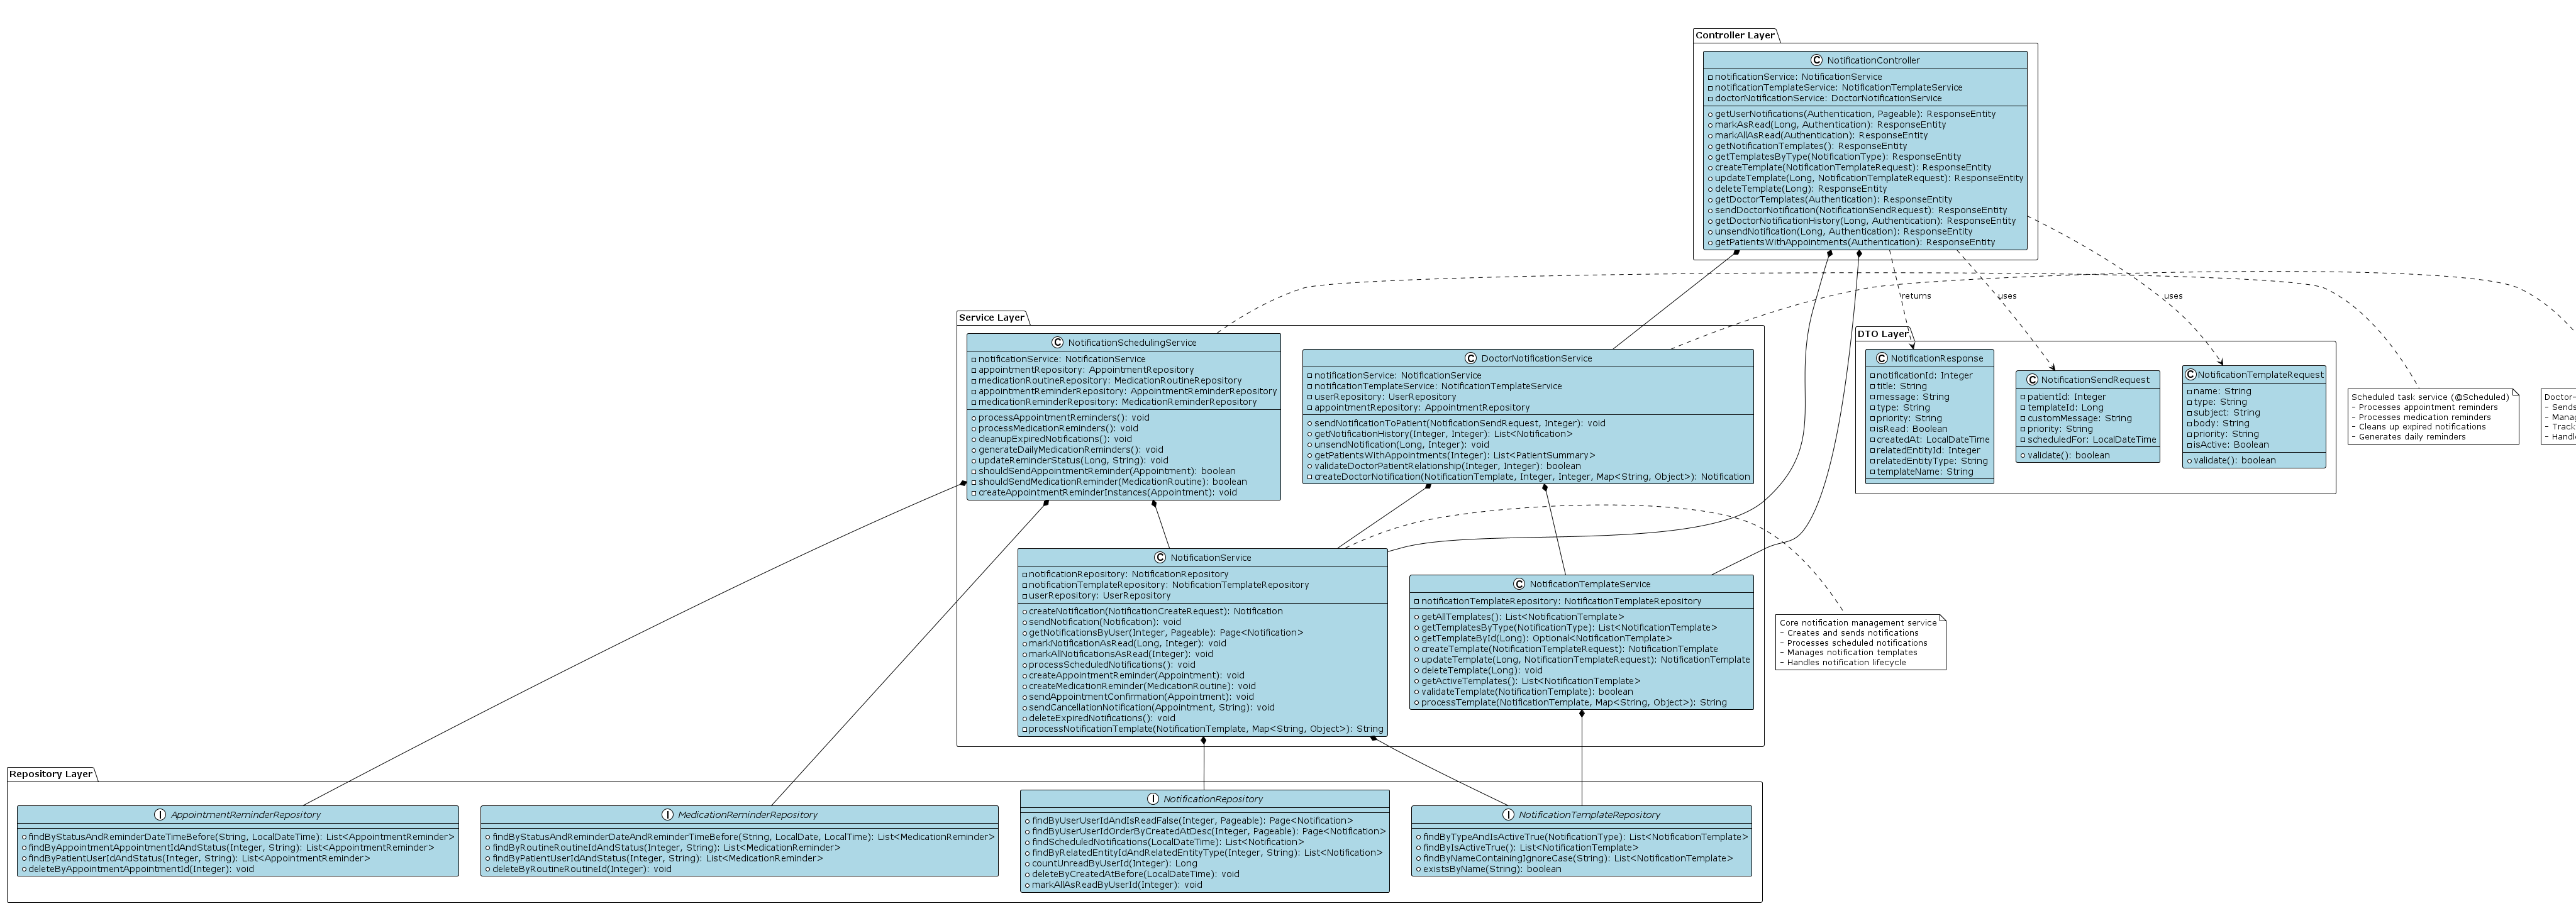 Controller Layer
NotificationController
notificationService: NotificationService
notificationTemplateService: NotificationTemplateService
doctorNotificationService: DoctorNotificationService
getUserNotifications(Authentication, Pageable): ResponseEntity
markAsRead(Long, Authentication): ResponseEntity
markAllAsRead(Authentication): ResponseEntity
getNotificationTemplates(): ResponseEntity
getTemplatesByType(NotificationType): ResponseEntity
createTemplate(NotificationTemplateRequest): ResponseEntity
updateTemplate(Long, NotificationTemplateRequest): ResponseEntity
deleteTemplate(Long): ResponseEntity
getDoctorTemplates(Authentication): ResponseEntity
sendDoctorNotification(NotificationSendRequest): ResponseEntity
getDoctorNotificationHistory(Long, Authentication): ResponseEntity
unsendNotification(Long, Authentication): ResponseEntity
getPatientsWithAppointments(Authentication): ResponseEntity
returns
uses
uses
Service Layer
NotificationSchedulingService
notificationService: NotificationService
appointmentRepository: AppointmentRepository
medicationRoutineRepository: MedicationRoutineRepository
appointmentReminderRepository: AppointmentReminderRepository
medicationReminderRepository: MedicationReminderRepository
processAppointmentReminders(): void
processMedicationReminders(): void
cleanupExpiredNotifications(): void
generateDailyMedicationReminders(): void
updateReminderStatus(Long, String): void
shouldSendAppointmentReminder(Appointment): boolean
shouldSendMedicationReminder(MedicationRoutine): boolean
createAppointmentReminderInstances(Appointment): void
DoctorNotificationService
notificationService: NotificationService
notificationTemplateService: NotificationTemplateService
userRepository: UserRepository
appointmentRepository: AppointmentRepository
sendNotificationToPatient(NotificationSendRequest, Integer): void
getNotificationHistory(Integer, Integer): List<Notification>
unsendNotification(Long, Integer): void
getPatientsWithAppointments(Integer): List<PatientSummary>
validateDoctorPatientRelationship(Integer, Integer): boolean
createDoctorNotification(NotificationTemplate, Integer, Integer, Map<String, Object>): Notification
DTO Layer
NotificationResponse
notificationId: Integer
title: String
message: String
type: String
priority: String
isRead: Boolean
createdAt: LocalDateTime
relatedEntityId: Integer
relatedEntityType: String
templateName: String
NotificationSendRequest
patientId: Integer
templateId: Long
customMessage: String
priority: String
scheduledFor: LocalDateTime
validate(): boolean
NotificationTemplateRequest
name: String
type: String
subject: String
body: String
priority: String
isActive: Boolean
validate(): boolean
Scheduled task service (@Scheduled)
- Processes appointment reminders
- Processes medication reminders
- Cleans up expired notifications
- Generates daily reminders
Doctor-
- Sends
- Manag
- Track
- Handl
NotificationService
notificationRepository: NotificationRepository
notificationTemplateRepository: NotificationTemplateRepository
userRepository: UserRepository
createNotification(NotificationCreateRequest): Notification
sendNotification(Notification): void
getNotificationsByUser(Integer, Pageable): Page<Notification>
markNotificationAsRead(Long, Integer): void
markAllNotificationsAsRead(Integer): void
processScheduledNotifications(): void
createAppointmentReminder(Appointment): void
createMedicationReminder(MedicationRoutine): void
sendAppointmentConfirmation(Appointment): void
sendCancellationNotification(Appointment, String): void
deleteExpiredNotifications(): void
processNotificationTemplate(NotificationTemplate, Map<String, Object>): String
NotificationTemplateService
notificationTemplateRepository: NotificationTemplateRepository
getAllTemplates(): List<NotificationTemplate>
getTemplatesByType(NotificationType): List<NotificationTemplate>
getTemplateById(Long): Optional<NotificationTemplate>
createTemplate(NotificationTemplateRequest): NotificationTemplate
updateTemplate(Long, NotificationTemplateRequest): NotificationTemplate
deleteTemplate(Long): void
getActiveTemplates(): List<NotificationTemplate>
validateTemplate(NotificationTemplate): boolean
processTemplate(NotificationTemplate, Map<String, Object>): String
Core notification management service
- Creates and sends notifications
- Processes scheduled notifications
- Manages notification templates
- Handles notification lifecycle
Repository Layer
AppointmentReminderRepository
findByStatusAndReminderDateTimeBefore(String, LocalDateTime): List<AppointmentReminder>
findByAppointmentAppointmentIdAndStatus(Integer, String): List<AppointmentReminder>
findByPatientUserIdAndStatus(Integer, String): List<AppointmentReminder>
deleteByAppointmentAppointmentId(Integer): void
MedicationReminderRepository
findByStatusAndReminderDateAndReminderTimeBefore(String, LocalDate, LocalTime): List<MedicationReminder>
findByRoutineRoutineIdAndStatus(Integer, String): List<MedicationReminder>
findByPatientUserIdAndStatus(Integer, String): List<MedicationReminder>
deleteByRoutineRoutineId(Integer): void
NotificationRepository
findByUserUserIdAndIsReadFalse(Integer, Pageable): Page<Notification>
findByUserUserIdOrderByCreatedAtDesc(Integer, Pageable): Page<Notification>
findScheduledNotifications(LocalDateTime): List<Notification>
findByRelatedEntityIdAndRelatedEntityType(Integer, String): List<Notification>
countUnreadByUserId(Integer): Long
deleteByCreatedAtBefore(LocalDateTime): void
markAllAsReadByUserId(Integer): void
NotificationTemplateRepository
findByTypeAndIsActiveTrue(NotificationType): List<NotificationTemplate>
findByIsActiveTrue(): List<NotificationTemplate>
findByNameContainingIgnoreCase(String): List<NotificationTemplate>
existsByName(String): boolean